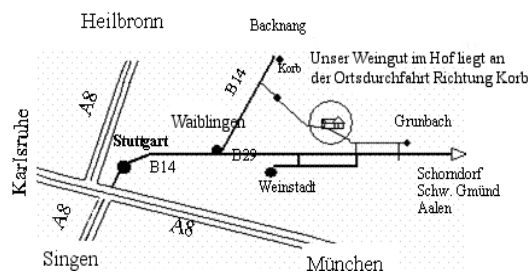 Backnang
Heilbronn
Unser Weingut im Hof liegt an
der Ortsdurchfahrt Richtung Korb
Korb
B14
A8
Waiblingen
Grunbach
Karlsruhe
Stuttgart
B14
B29
Weinstadt
Schorndorf
Schw. Gmünd
Aalen
A8
A8
Singen
München